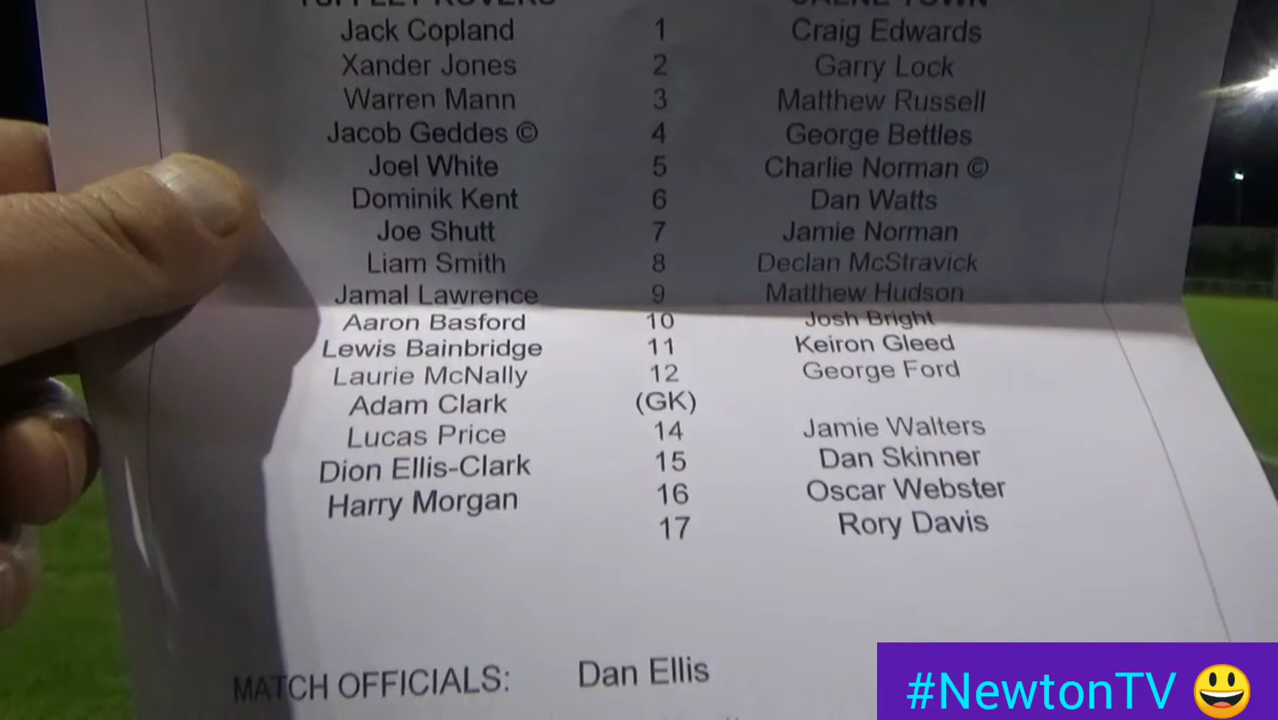 TUFFLEY ROVERS CALNE TOWN
Jack Copland 1 Craig Edwards
Xander Jones 2 Garry Lock
Warren Mann 3 Matthew Russell
Jacob Geddes © 4 George Bettles
Joel White 5 Charlie Norman ©
Dominik Kent 6 Dan Watts
Joe Shutt 7 Jamie Norman
Liam Smith 8 Declan McStravick
Jamal Lawrence 9 Matthew Hudson
Aaron Basford 10 Josh Bright
Lewis Bainbridge 11 Keiron Gleed
Laurie McNally 12 George Ford
Adam Clark (GK)
Lucas Price 14 Jamie Walters
Dion Ellis-Clark 15 Dan Skinner
Harry Morgan 16 Oscar Webster
17 Rory Davis
MATCH OFFICIALS: Dan Ellis
#NewtonTV 😃